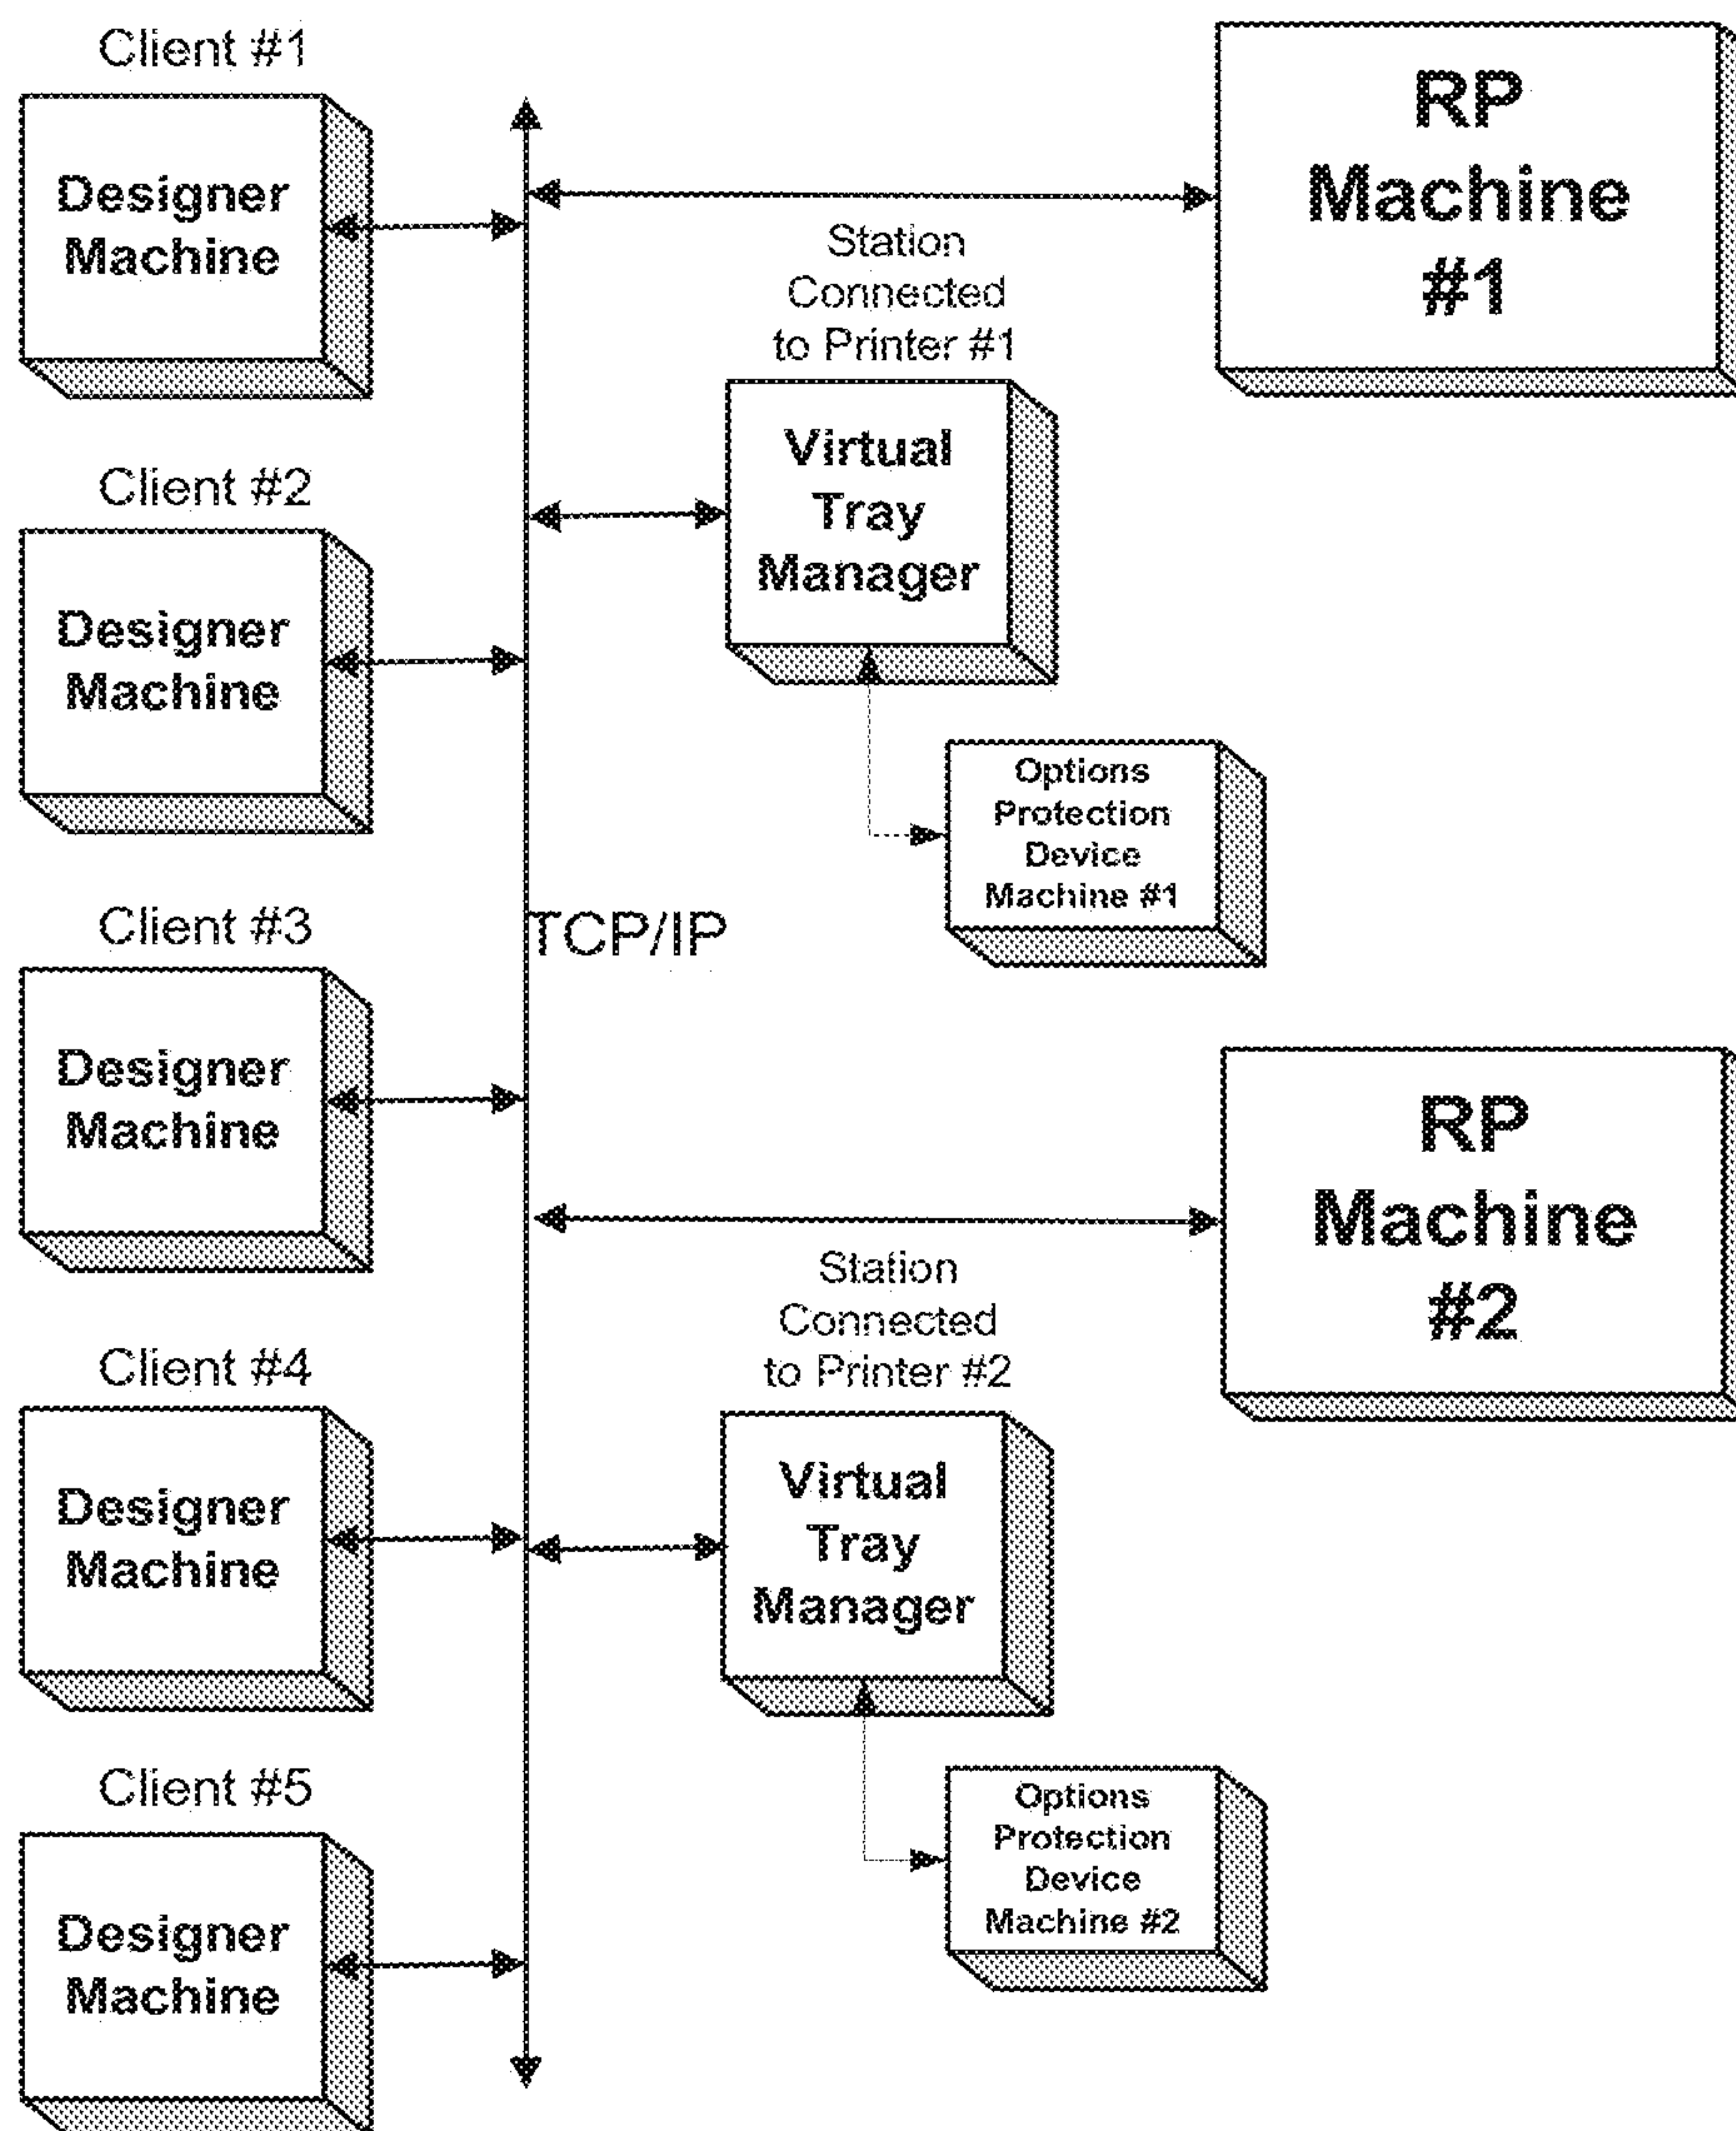 Client #1
Designer
Machine
RP
Machine
#1
Station
Connected
to Printer #1
Virtual
Tray
Manager
Client #2
Designer
Machine
Options
Protection
Device
Machine #1
Client #3
TCP/IP
Designer
Machine
RP
Machine
#2
Station
Connected
to Printer #2
Client #4
Designer
Machine
Virtual
Tray
Manager
Client #5
Designer
Machine
Options
Protection
Device
Machine #2